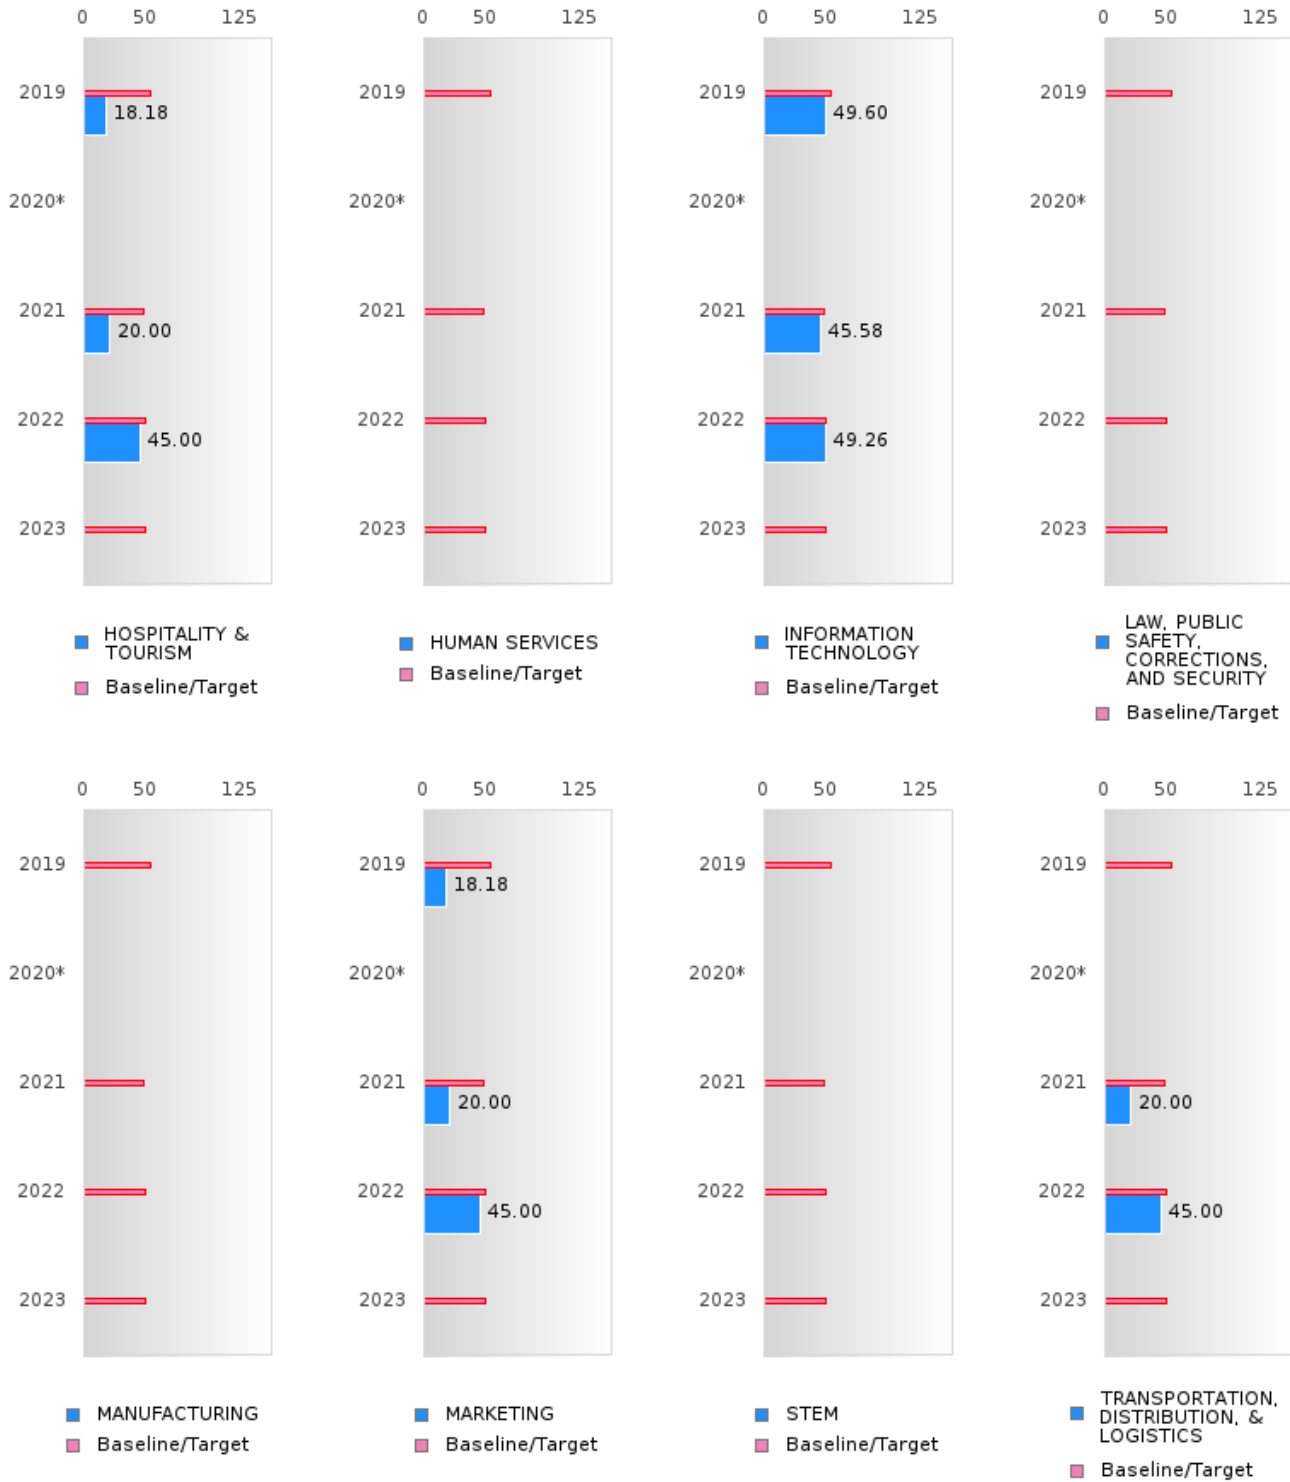 0 50 125
2019
18.18
2020*
2021
20.00
2022
45.00
2023
HOSPITALITY &
TOURISM
Baseline/Target
0 50 125
2019
2020*
2021
2022
2023
HUMAN SERVICES
Baseline/Target
0 50 125
2019
49.60
2020*
2021
45.58
2022
49.26
2023
INFORMATION
TECHNOLOGY
Baseline/Target
0 50 125
2019
2020*
2021
2022
2023
LAW, PUBLIC
SAFETY,
CORRECTIONS,
AND SECURITY
Baseline/Target
0 50 125
2019
2020*
2021
2022
2023
MANUFACTURING
Baseline/Target
0 50 125
2019
18.18
2020*
2021
20.00
2022
45.00
2023
MARKETING
Baseline/Target
0 50 125
2019
2020*
2021
2022
2023
STEM
Baseline/Target
0 50 125
2019
2020*
2021
20.00
2022
45.00
2023
TRANSPORTATION,
DISTRIBUTION, &
LOGISTICS
Baseline/Target